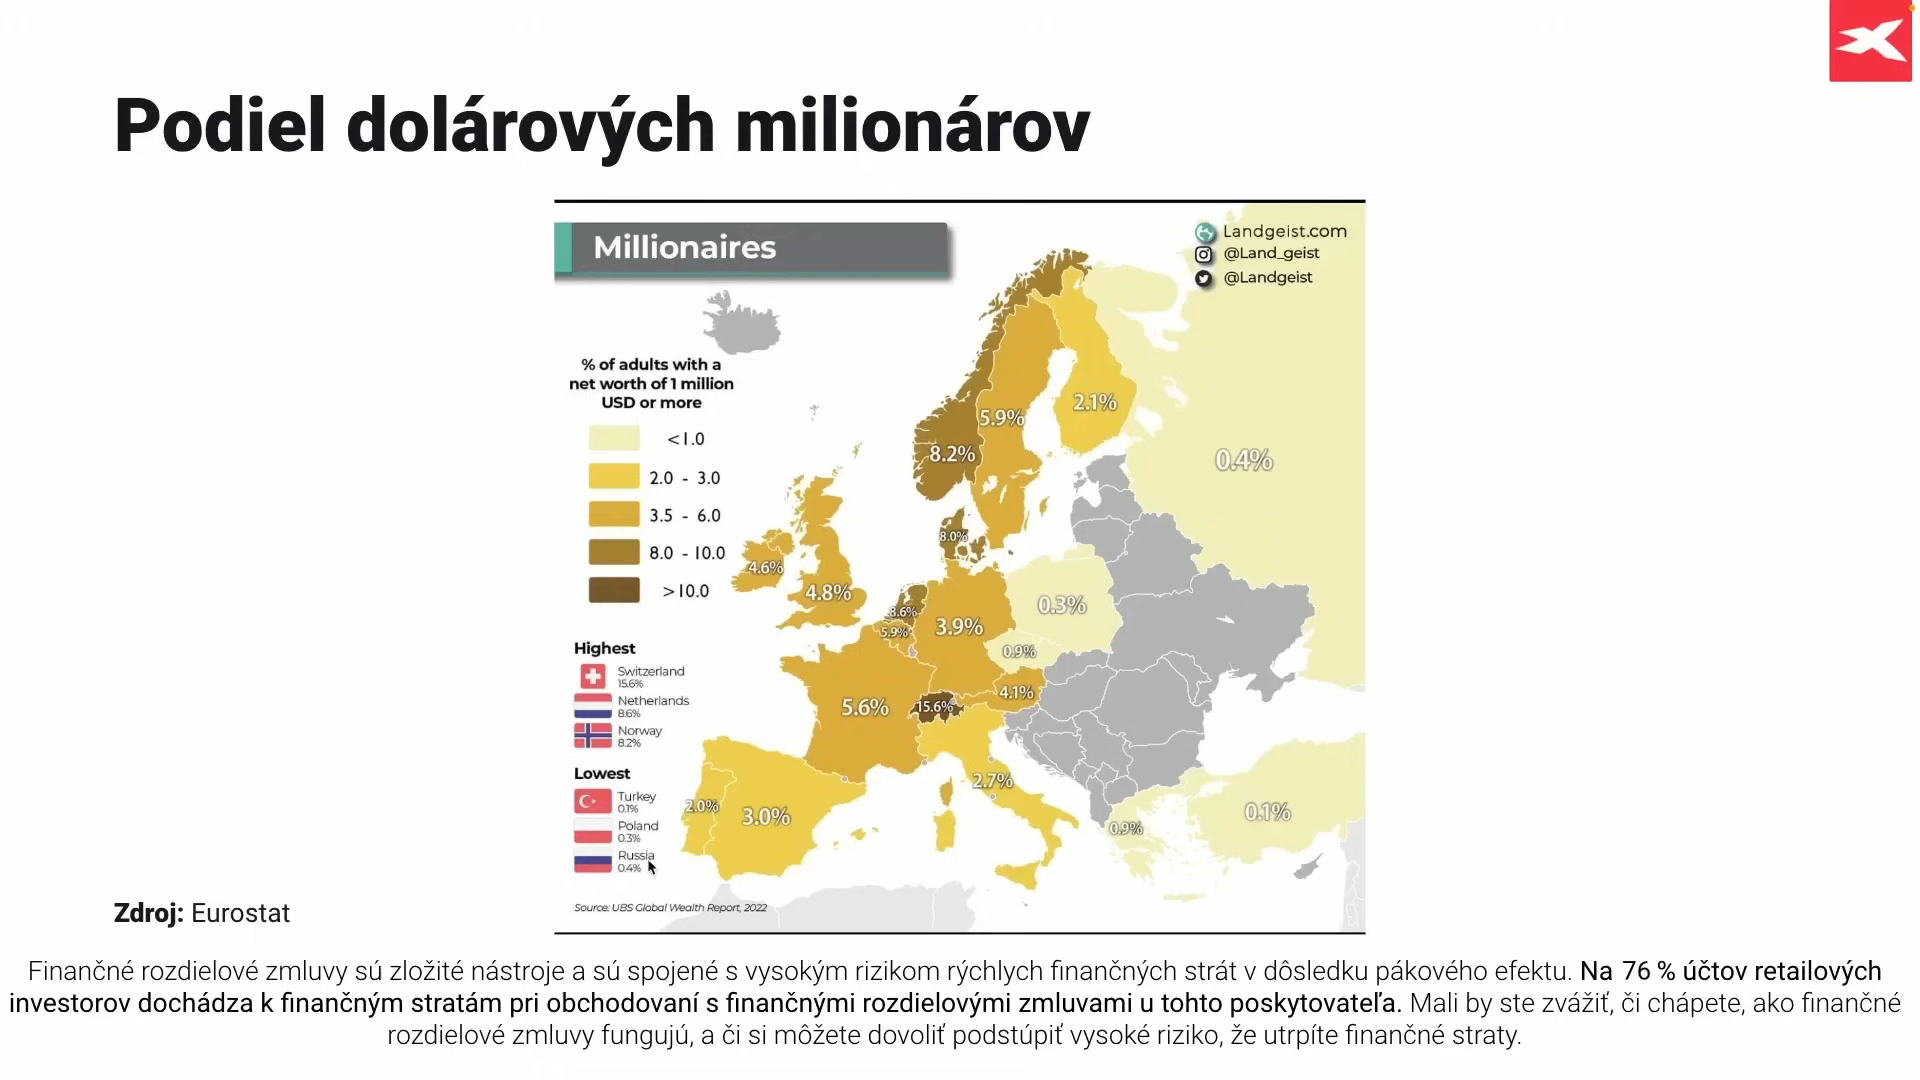 Podiel dolárových milionárov
Millionaires
Landgeist.com
@Land_geist
@Landgeist
% of adults with a
net worth of 1 million
USD or more
<1.0
2.0 - 3.0
3.5 - 6.0
8.0 - 10.0
>10.0
Highest
Switzerland
15.6%
Netherlands
8.6%
Norway
8.2%
Lowest
Turkey
0.1%
Poland
0.3%
Russia
0.4%
5.9%
2.1%
8.2%
0.4%
8.0%
4.6%
4.8%
8.6%
0.3%
5.9%
3.9%
0.9%
4.1%
5.6%
15.6%
2.7%
2.0%
3.0%
0.9%
0.1%
Source: UBS Global Wealth Report, 2022
Zdroj: Eurostat
Finančné rozdielové zmluvy sú zložité nástroje a sú spojené s vysokým rizikom rýchlych finančných strát v dôsledku pákového efektu. Na 76 % účtov retailových
investorov dochádza k finančným stratám pri obchodovaní s finančnými rozdielovými zmluvami u tohto poskytovateľa. Mali by ste zvážiť, či chápete, ako finančné
rozdielové zmluvy fungujú, a či si môžete dovoliť podstúpiť vysoké riziko, že utrpíte finančné straty.